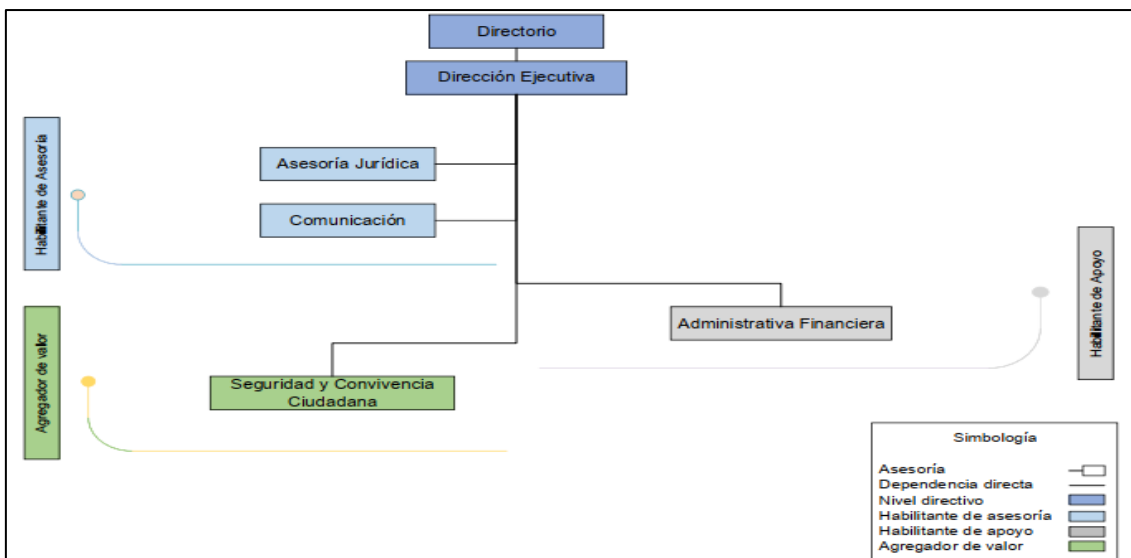 Directorio
Dirección Ejecutiva
Habilitante de Asesoría
Asesoría Jurídica
Comunicación
Habilitante de Apoyo
Administrativa Financiera
Agregador de valor
Seguridad y Convivencia
Ciudadana
Simbología
Asesoría
Dependencia directa
Nivel directivo
Habilitante de asesoría
Habilitante de apoyo
Agregador de valor